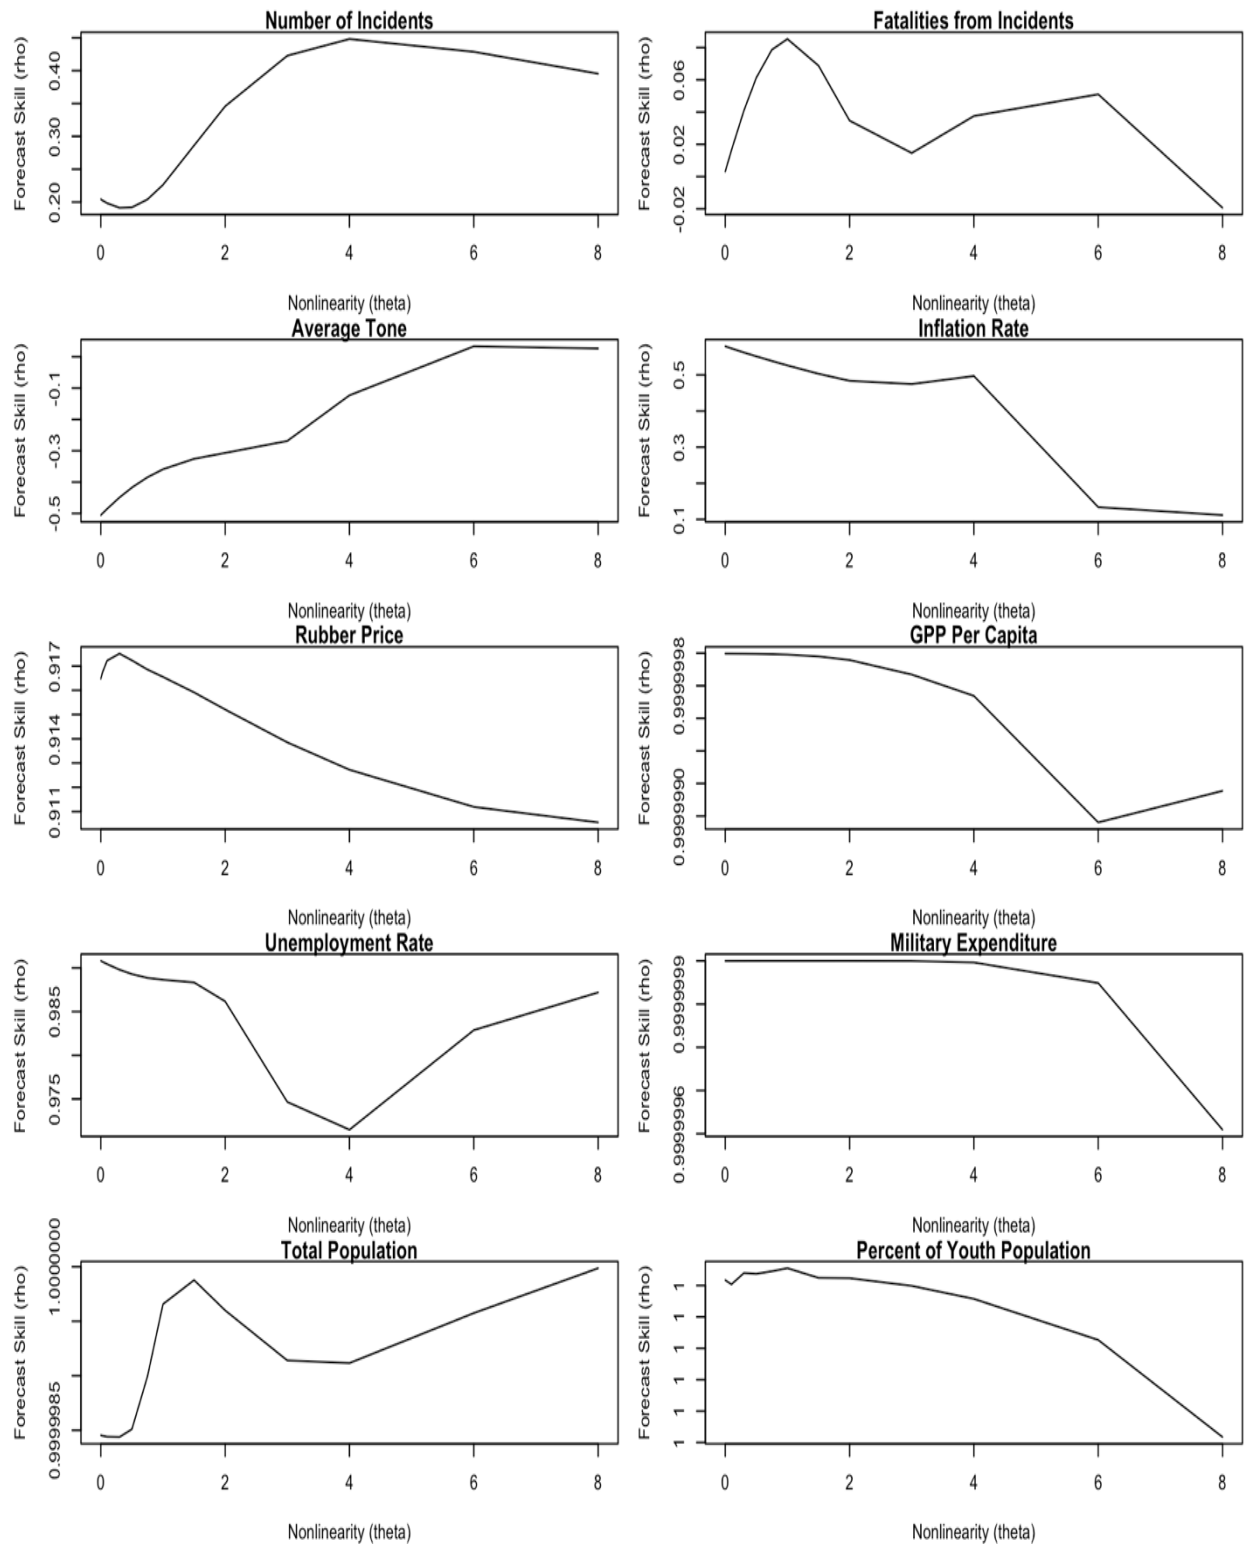 Number of Incidents
Forecast Skill (rho)
0.20 0.30 0.40
0 2 4 6 8
Nonlinearity (theta)
Fatalities from Incidents
Forecast Skill (rho)
-0.02 0.02 0.06
0 2 4 6 8
Nonlinearity (theta)
Average Tone
Forecast Skill (rho)
-0.5 -0.3 -0.1
0 2 4 6 8
Nonlinearity (theta)
Inflation Rate
Forecast Skill (rho)
0.1 0.3 0.5
0 2 4 6 8
Nonlinearity (theta)
Rubber Price
Forecast Skill (rho)
0.911 0.914 0.917
0 2 4 6 8
Nonlinearity (theta)
GPP Per Capita
Forecast Skill (rho)
0.9999990 0.9999998
0 2 4 6 8
Nonlinearity (theta)
Unemployment Rate
Forecast Skill (rho)
0.975 0.985
0 2 4 6 8
Nonlinearity (theta)
Military Expenditure
Forecast Skill (rho)
0 2 4 6 8
Nonlinearity (theta)
Total Population
Forecast Skill (rho)
1.0000000
0 2 4 6 8
Nonlinearity (theta)
Percent of Youth Population
Forecast Skill (rho)
1 1 1 1 1 1
0 2 4 6 8
Nonlinearity (theta)